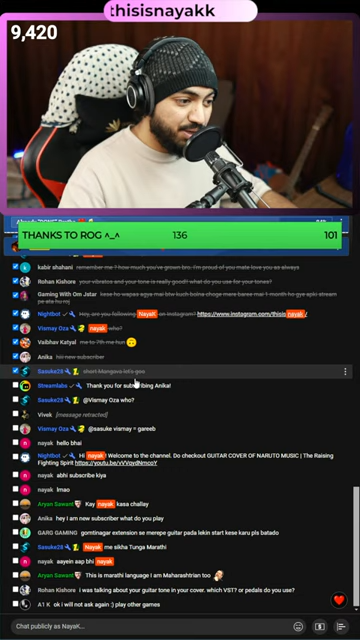 thisisnayakk
9,420
THANKS TO ROG ^_^ 136 101
kabir shahani remember me ? how much you've grown bro. I'm proud of you mate love you as always
Rohan Kishore your vibratos and your tone is really good! what do you use for your tones?
Gaming With Om Jstar
Nightbot Hey, are you following Nayak on Instagram? https://www.instagram.com/thisisnayak/
Vismay Oza nayak who?
Vaibhav Katyal me to 7th me hun
Anika hii new subscriber
Sasuke28 short Mangava let's goo
Streamlabs Thank you for subscribing Anika!
Sasuke28 @Vismay Oza who?
Vivek [message retracted]
Vismay Oza @sasuke vismay = gareeb
nayak hello bhai
Nightbot Hi nayak! Welcome to the channel. Do checkout GUITAR COVER OF NARUTO MUSIC | The Raising
Fighting Spirit
nayak abhi subscribe kiya
nayak lmao
Aryan Sawant Kay nayak kasa challay
Anika hey I am new subscriber what do you play
GARG GAMING gomtinagar extension se merepe guitar pada lekin start kese karu pls batado
Sasuke28 Nayak me sikha Tunga Marathi
nayak aayein aap bhi nayak
Aryan Sawant This is marathi language I am Maharashtrian too
Rohan Kishore i was talking about your guitar tone in your cover. which VST? or pedals do you use?
A1 K ok i will not ask again :) play other games
Chat publicly as NayaK...